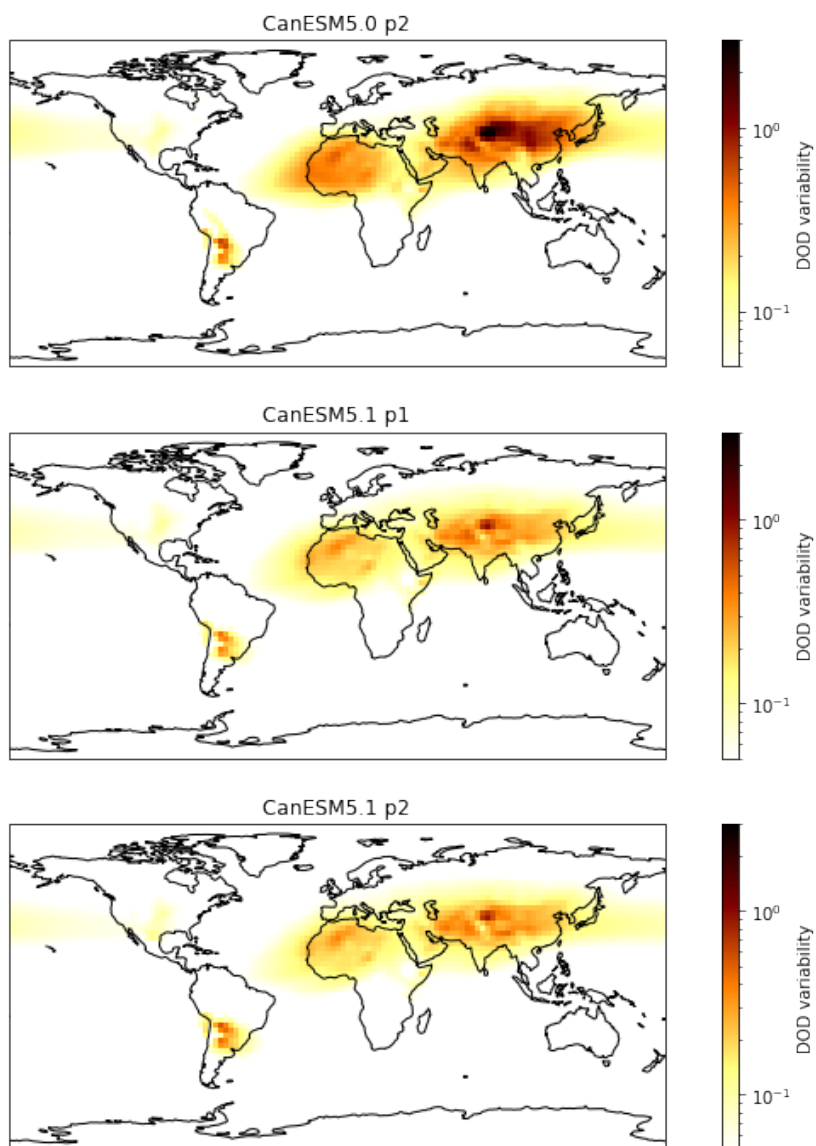 CanESM5.0 p2
10⁰
10⁻¹
DOD variability
CanESM5.1 p1
10⁰
10⁻¹
DOD variability
CanESM5.1 p2
10⁰
10⁻¹
DOD variability